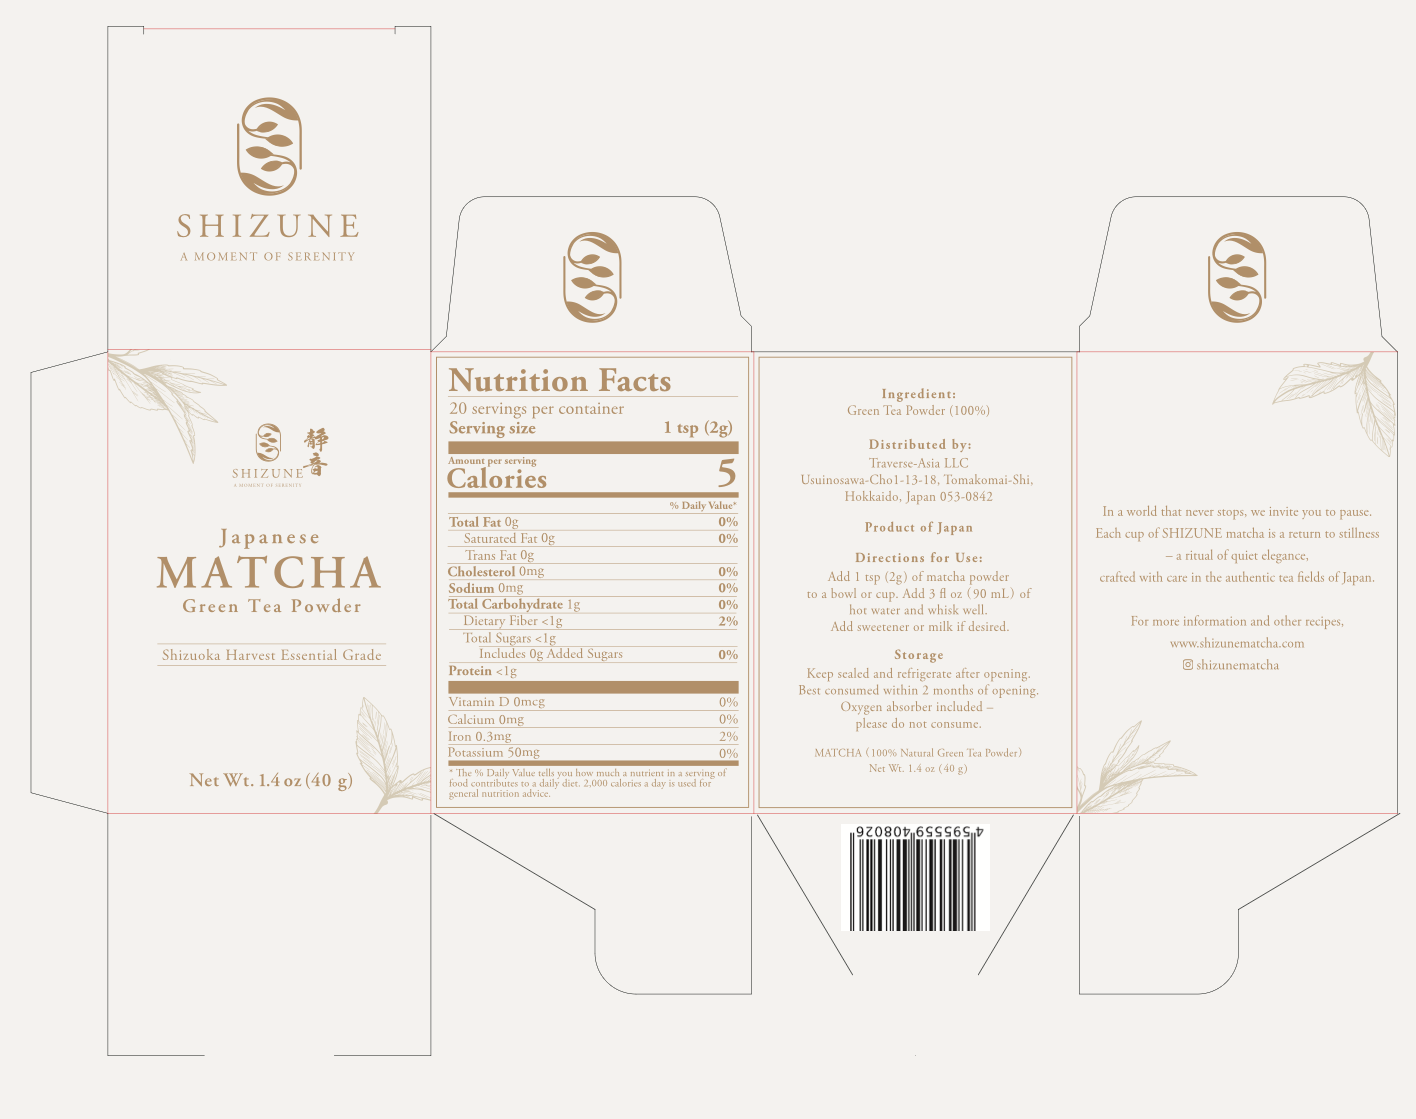 SHIZUNE
A MOMENT OF SERENITY
SHIZUNE
A MOMENT OF SERENITY
静音
Japanese
MATCHA
Green Tea Powder
Shizuoka Harvest Essential Grade
Net Wt. 1.4 oz (40 g)
Nutrition Facts
20 servings per container
Serving size 1 tsp (2g)
Amount per serving
Calories 5
% Daily Value*
Total Fat 0g 0%
Saturated Fat 0g 0%
Trans Fat 0g
Cholesterol 0mg 0%
Sodium 0mg 0%
Total Carbohydrate 1g 0%
Dietary Fiber <1g 2%
Total Sugars <1g
Includes 0g Added Sugars 0%
Protein <1g
Vitamin D 0mcg 0%
Calcium 0mg 0%
Iron 0.3mg 2%
Potassium 50mg 0%
* The % Daily Value tells you how much a nutrient in a serving of
food contributes to a daily diet. 2,000 calories a day is used for
general nutrition advice.
Ingredient:
Green Tea Powder (100%)
Distributed by:
Traverse-Asia LLC
Usuinosawa-Cho1-13-18, Tomakomai-Shi,
Hokkaido, Japan 053-0842
Product of Japan
Directions for Use:
Add 1 tsp (2g) of matcha powder
to a bowl or cup. Add 3 fl oz (90 mL) of
hot water and whisk well.
Add sweetener or milk if desired.
Storage
Keep sealed and refrigerate after opening.
Best consumed within 2 months of opening.
Oxygen absorber included –
please do not consume.
MATCHA (100% Natural Green Tea Powder)
Net Wt. 1.4 oz (40 g)
4 595559 408026
In a world that never stops, we invite you to pause.
Each cup of SHIZUNE matcha is a return to stillness
– a ritual of quiet elegance,
crafted with care in the authentic tea fields of Japan.
For more information and other recipes,
www.shizunematcha.com
shizunematcha